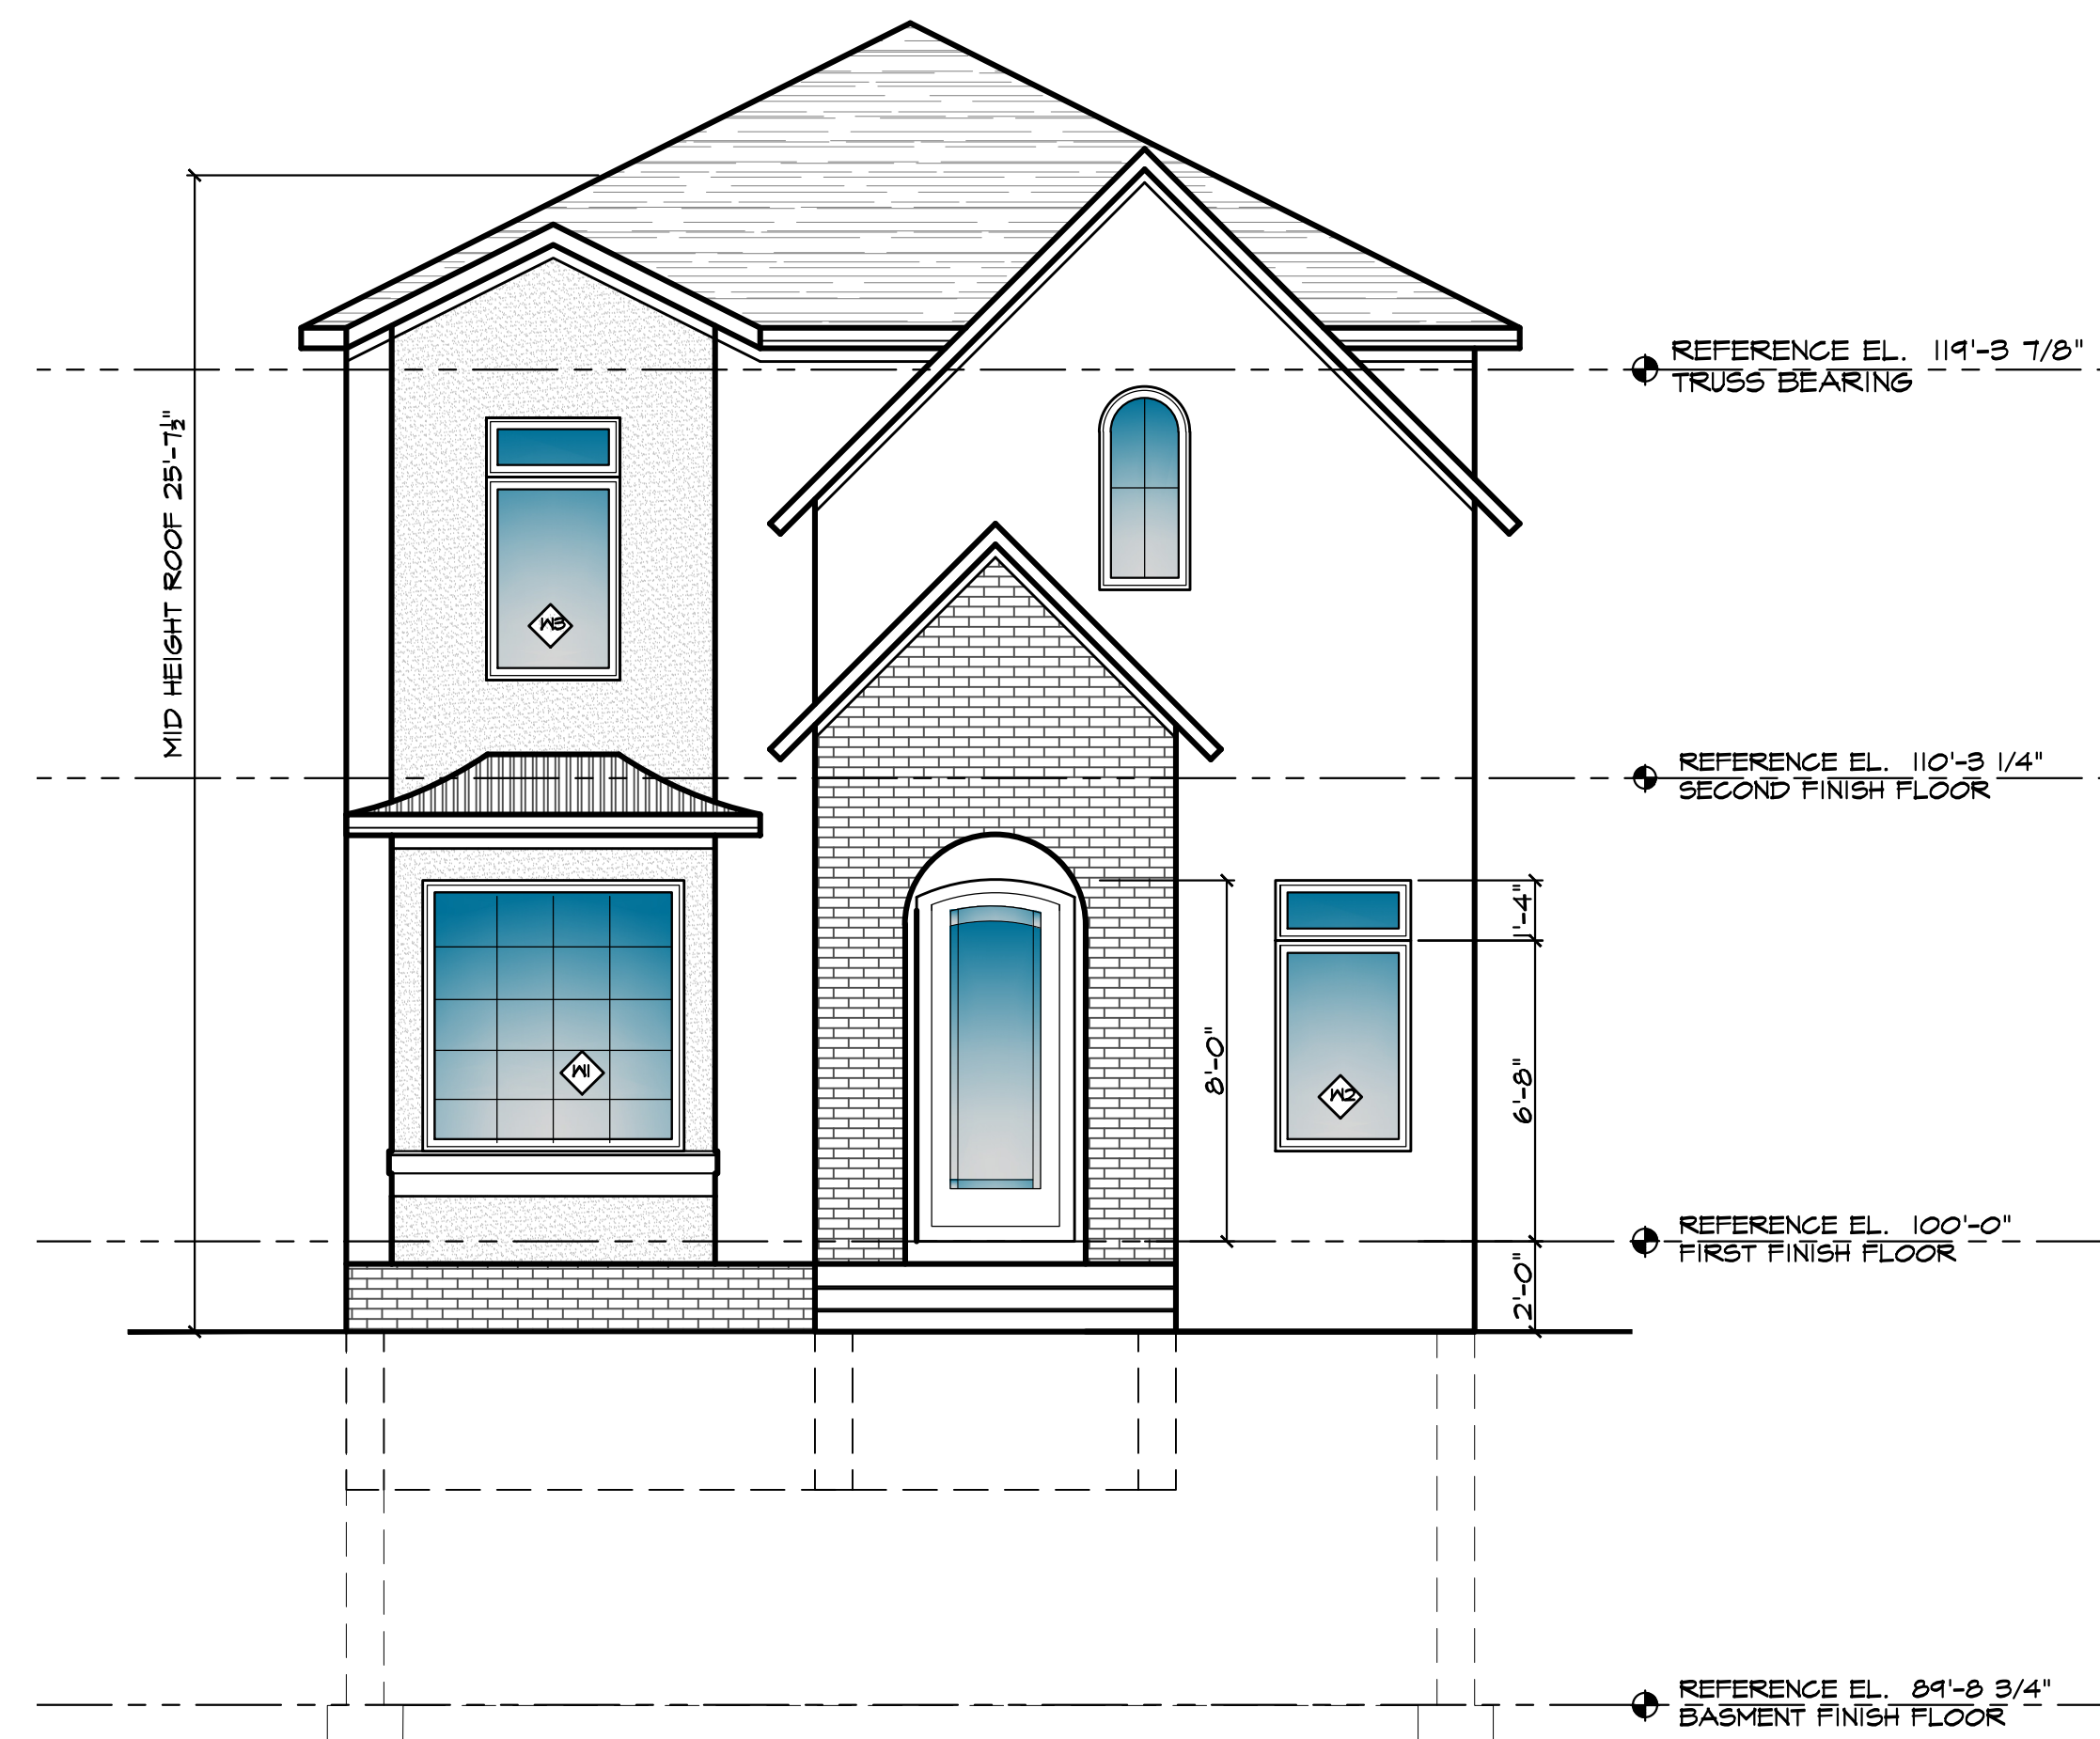 REFERENCE EL. 119'-3 7/8"
TRUSS BEARING
MID HEIGHT ROOF 25'-7½"
W3
REFERENCE EL. 110'-3 1/4"
SECOND FINISH FLOOR
1'-4"
8'-0"
6'-8"
W1
W2
REFERENCE EL. 100'-0"
FIRST FINISH FLOOR
2'-0"
REFERENCE EL. 89'-8 3/4"
BASMENT FINISH FLOOR